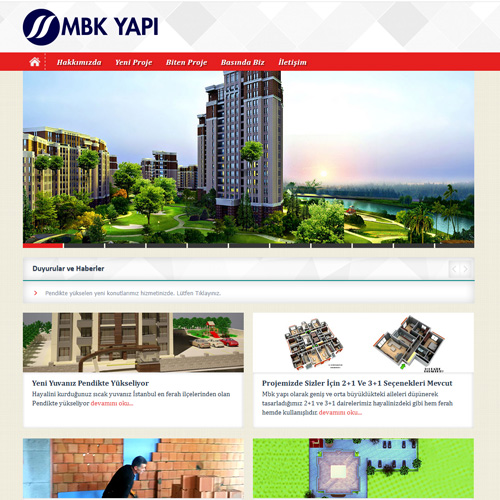 MBK YAPI
Hakkımızda Yeni Proje Biten Proje Basında Biz İletişim
Duyurular ve Haberler
Pendikte yükselen yeni konutlarımız hizmetinizde. Lütfen Tıklayınız.
Yeni Yuvanız Pendikte Yükseliyor
Hayalini kurduğunuz sıcak yuvanız İstanbul en ferah ilçelerinden olan
Pendikte yükseliyor devamını oku...
Projemizde Sizler İçin 2+1 Ve 3+1 Seçenekleri Mevcut
Mbk yapı olarak geniş ve orta büyüklükteki aileleri düşünerek
tasarladığımız 2+1 ve 3+1 dairelerimiz hayalinizdeki gibi hem ferah
hemde kullanışlıdır. devamını oku...